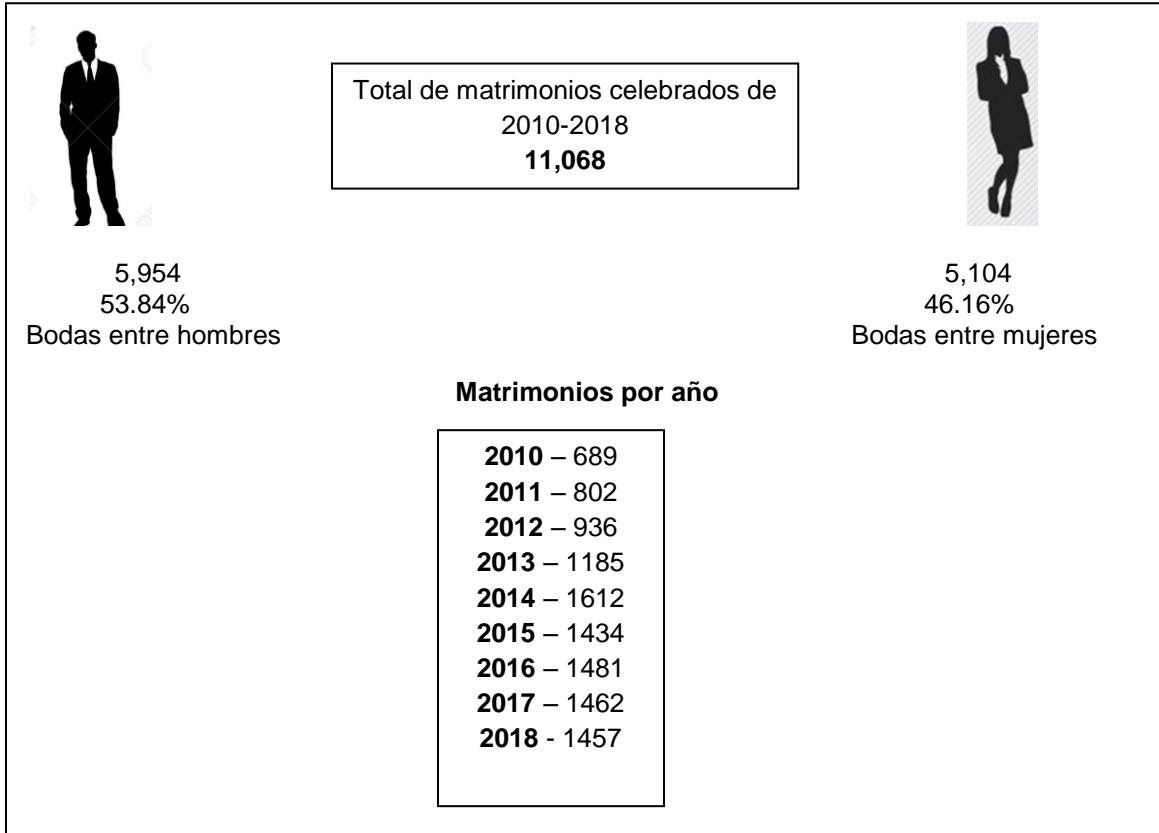 Total de matrimonios celebrados de
2010-2018
11,068
5,954
53.84%
Bodas entre hombres
5,104
46.16%
Bodas entre mujeres
Matrimonios por año
2010 – 689
2011 – 802
2012 – 936
2013 – 1185
2014 – 1612
2015 – 1434
2016 – 1481
2017 – 1462
2018 - 1457